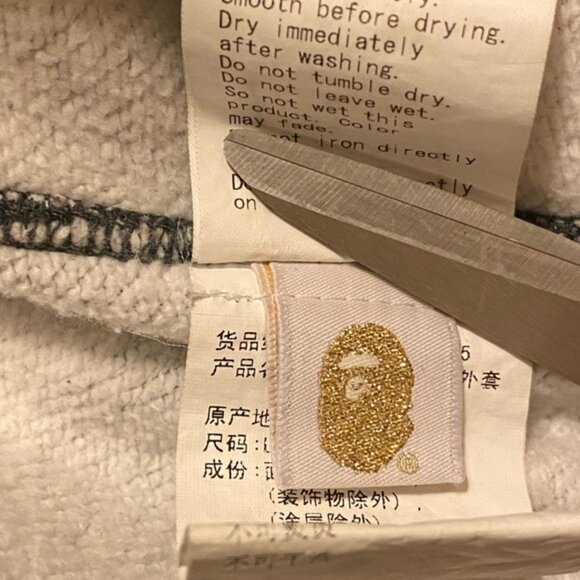 Smooth before drying.
Dry immediately
after washing.
Do not tumble dry.
Do not leave wet.
So not wet this
product. Color
may fade.
iron directly
on
货品
5
产品
外套
原产地
尺码:
成份:
(装饰物除外)
(涂层除外)